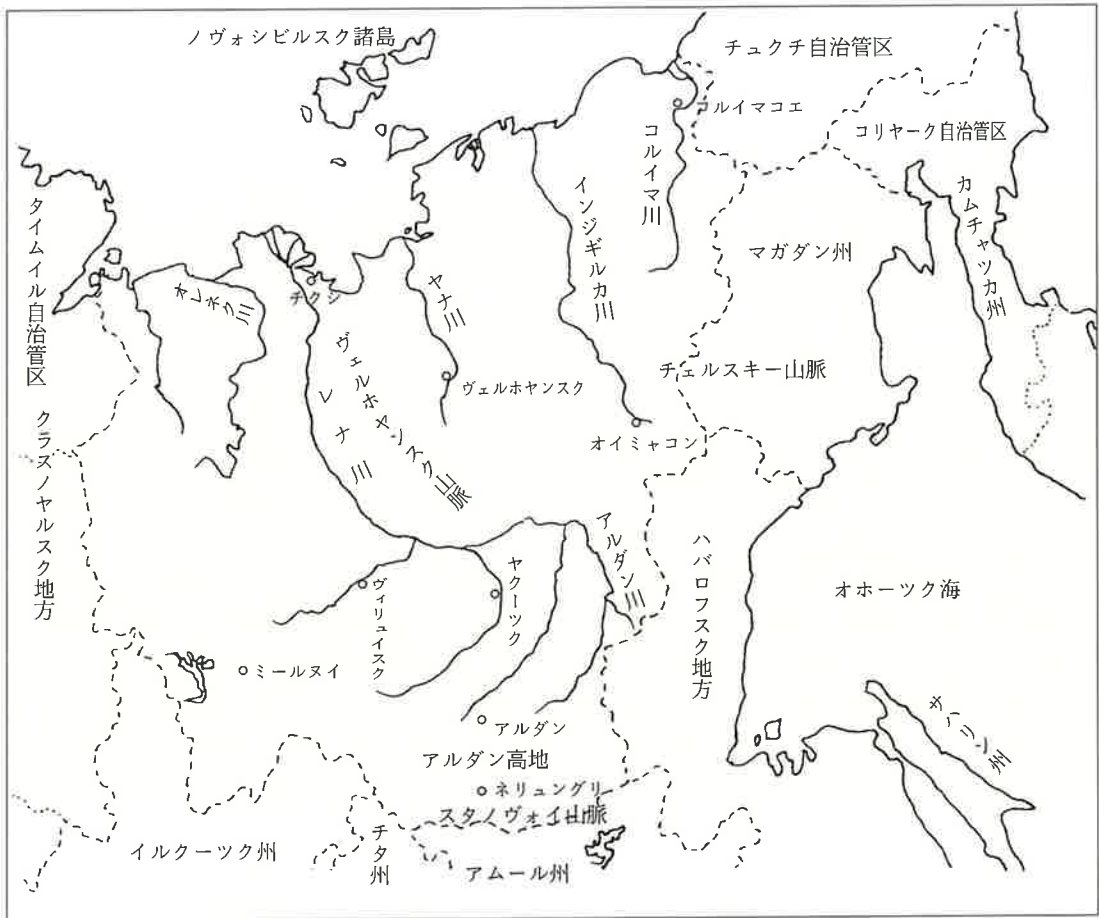 ノヴォシビルスク諸島
チュクチ自治管区
コルイマコエ
コリヤーク自治管区
コルイマ川
カムチャツカ州
タイムイル自治管区
インジギルカ川
マガダン州
オレネク川
チクシ
ヤナ川
ヴェルホヤンスク山脈
レナ川
ヴェルホヤンスク
チェルスキー山脈
オイミャコン
クラスノヤルスク地方
アルダン川
ハバロフスク地方
オホーツク海
ヴィリュイスク
ヤクーツク
ミールヌイ
サハリン州
アルダン
アルダン高地
ネリュングリ
スタノヴォイ山脈
イルクーツク州
チタ州
アムール州